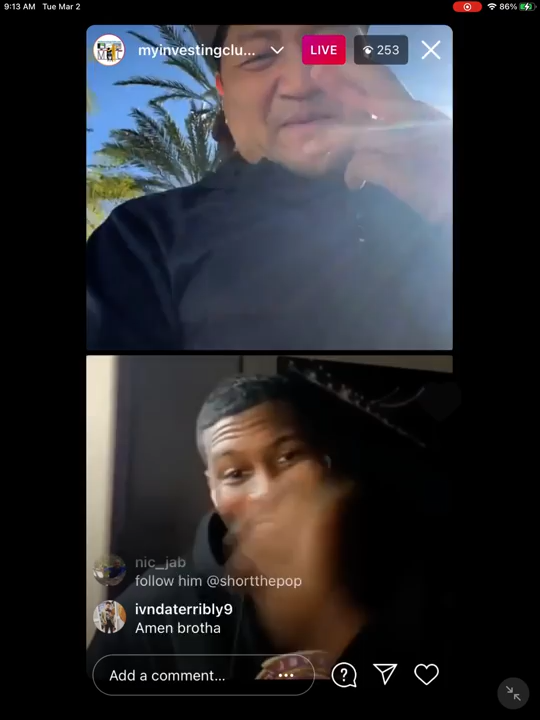 9:13 AM Tue Mar 2
86%
myinvestingclu...
LIVE
253
nic_jab
follow him @shortthepop
ivndaterribly9
Amen brotha
Add a comment...